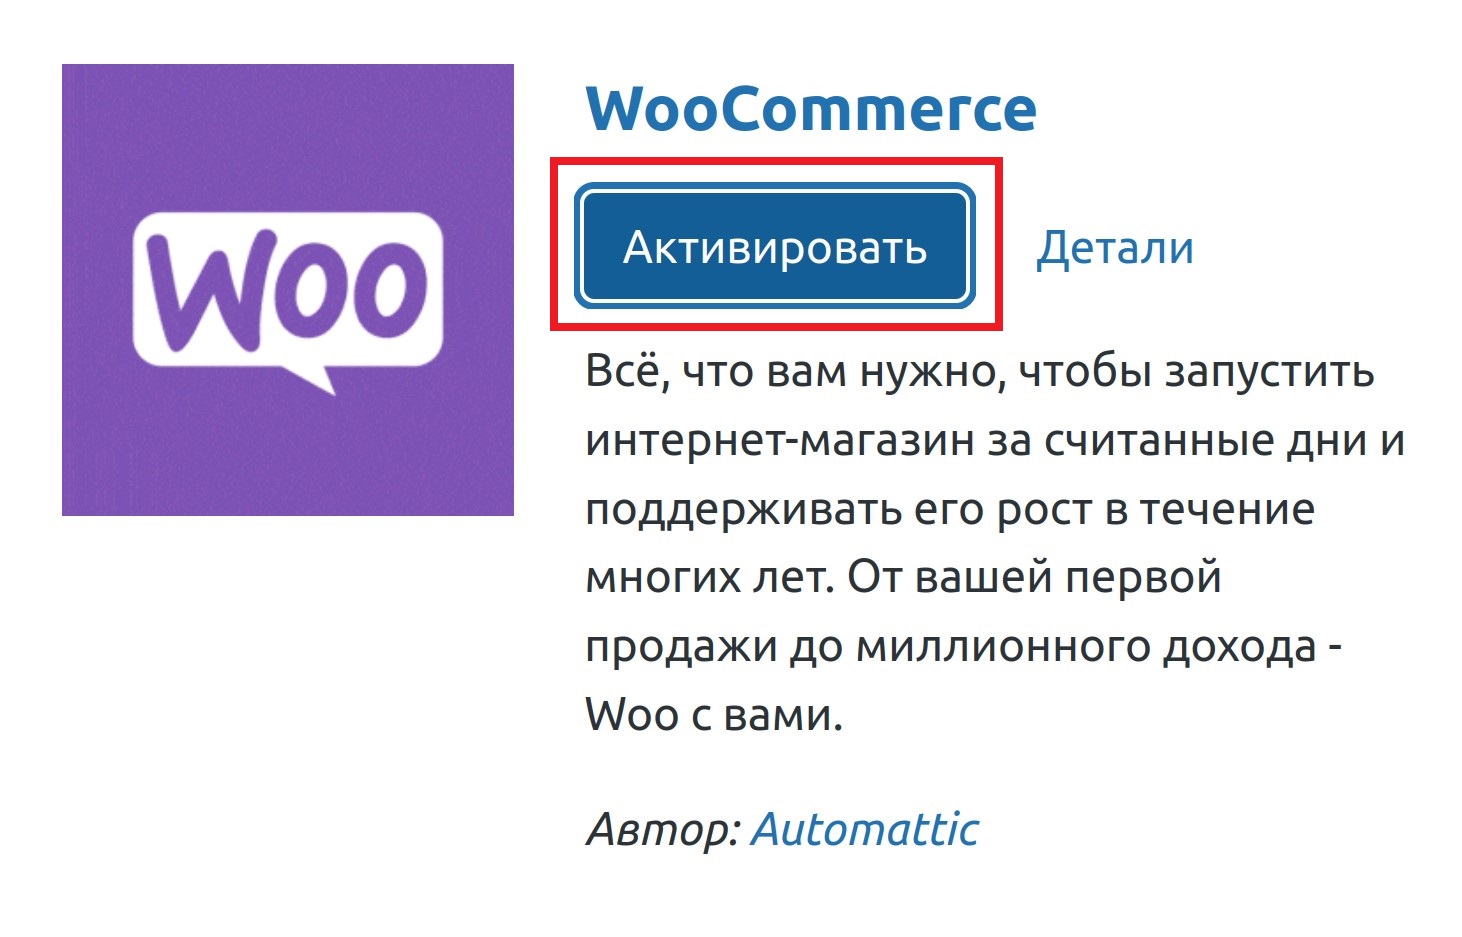 WooCommerce
Woo
Активировать Детали
Всё, что вам нужно, чтобы запустить
интернет-магазин за считанные дни и
поддерживать его рост в течение
многих лет. От вашей первой
продажи до миллионного дохода -
Woo с вами.
Автор: Automattic